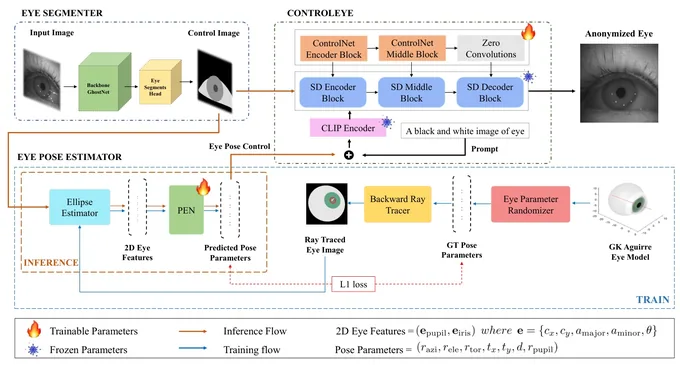 EYE SEGMENTER
CONTROLEYE
Input Image
Control Image
Backbone
GhostNet
Eye
Segments
Head
ControlNet
Encoder Block
ControlNet
Middle Block
Zero
Convolutions
Anonymized Eye
SD Encoder
Block
SD Middle
Block
SD Decoder
Block
CLIP Encoder
A black and white image of eye
Eye Pose Control
Prompt
EYE POSE ESTIMATOR
Ellipse
Estimator
PEN
2D Eye
Features
Predicted Pose
Parameters
INFERENCE
Backward Ray
Tracer
Eye Parameter
Randomizer
Ray Traced
Eye Image
GT Pose
Parameters
GK Aguirre
Eye Model
L1 loss
TRAIN
Trainable Parameters
Inference Flow
2D Eye Features = (e_pupil, e_iris) where e = {c_x, c_y, a_major, a_minor, θ}
Frozen Parameters
Training flow
Pose Parameters = (r_azi, r_ele, r_tor, t_x, t_y, d, r_pupil)